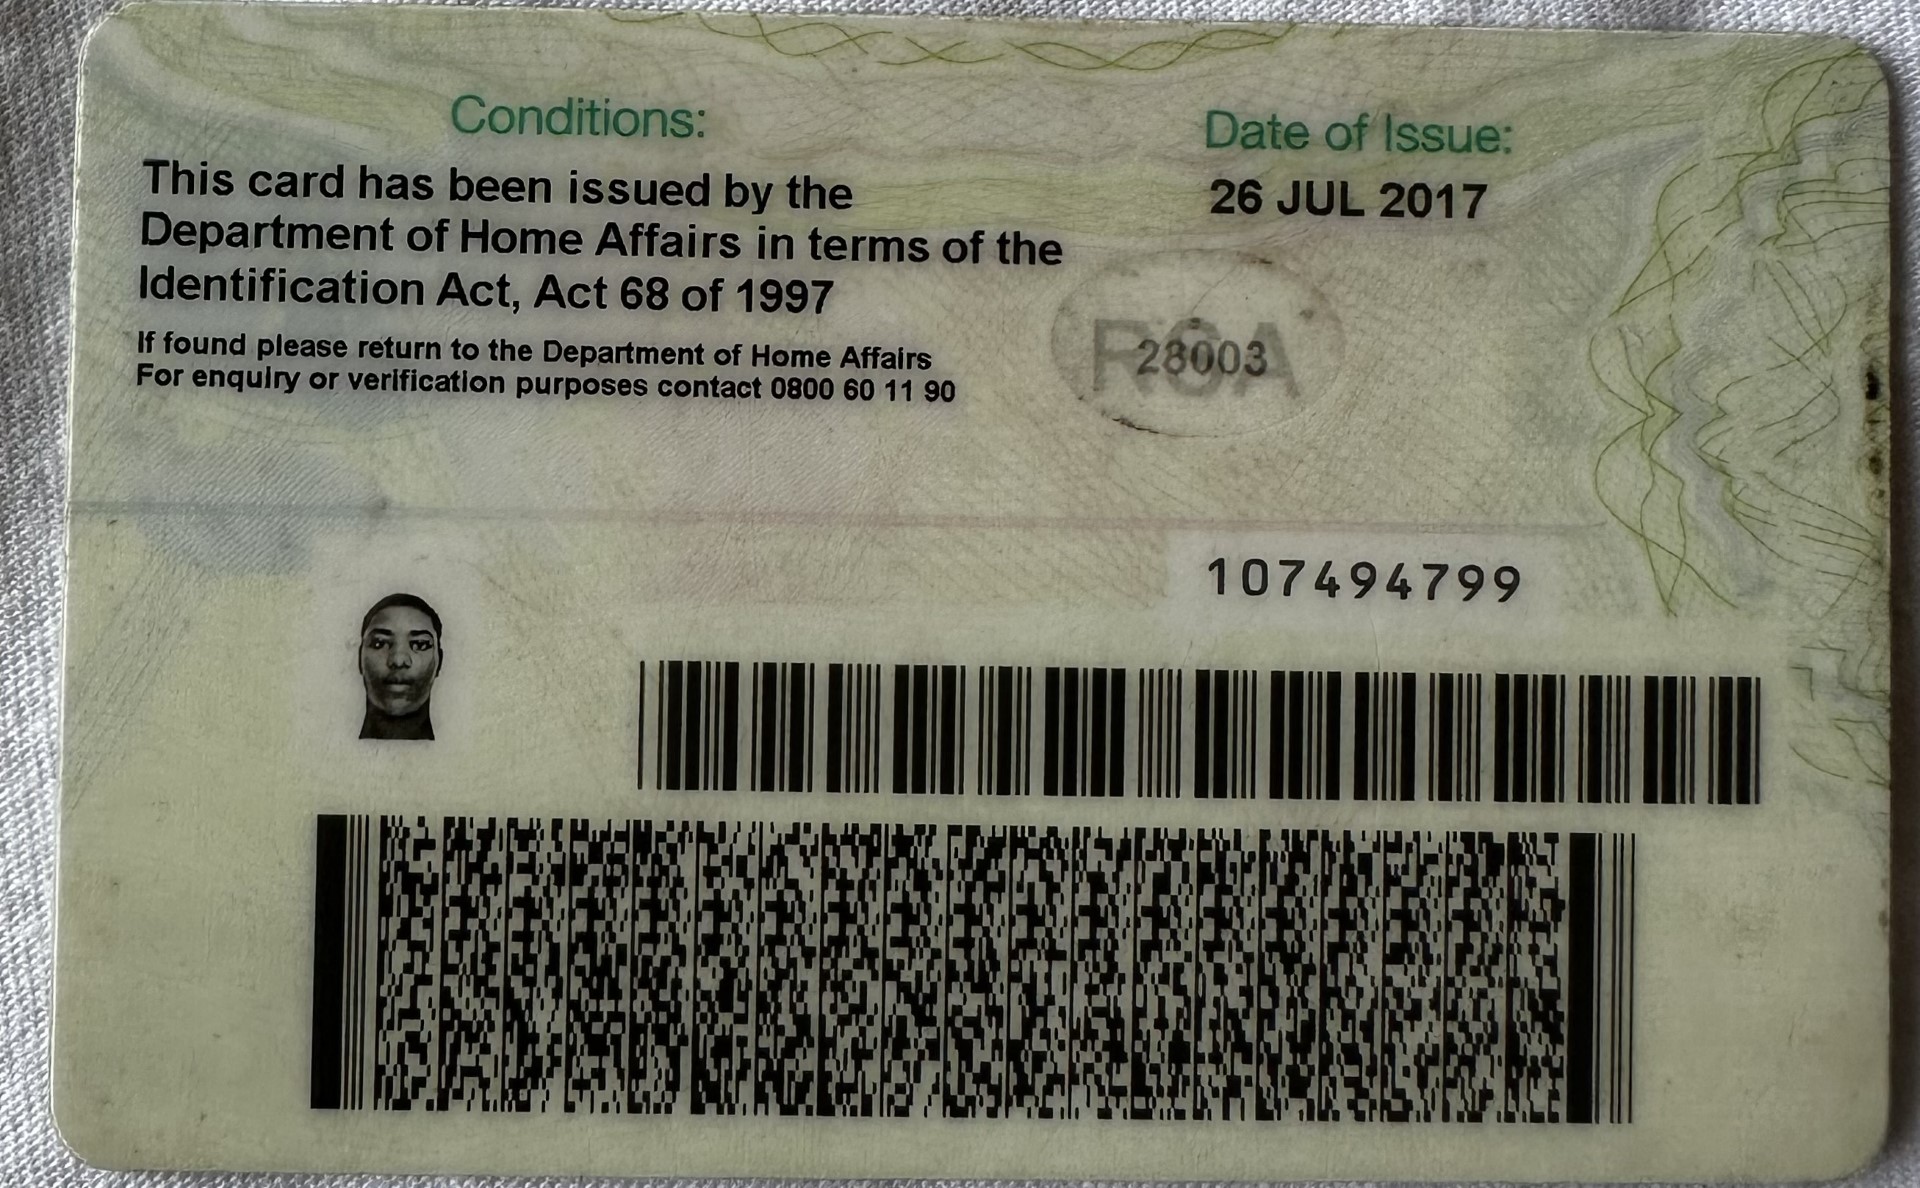 Conditions:
This card has been issued by the
Department of Home Affairs in terms of the
Identification Act, Act 68 of 1997
If found please return to the Department of Home Affairs
For enquiry or verification purposes contact 0800 60 11 90
Date of Issue:
26 JUL 2017
RSA
28003
107494799